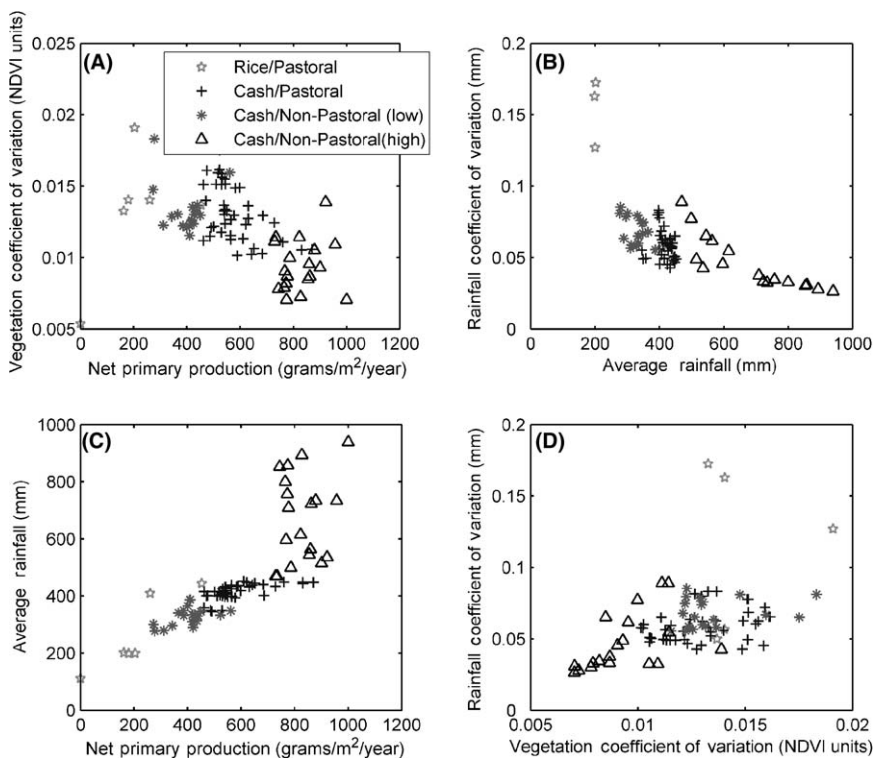 (A)
Vegetation coefficient of variation (NDVI units)
0.025
0.02
0.015
0.01
0.005
0 200 400 600 800 1000 1200
Net primary production (grams/m²/year)
Rice/Pastoral
Cash/Pastoral
Cash/Non-Pastoral (low)
Cash/Non-Pastoral(high)
(B)
Rainfall coefficient of variation (mm)
0.2
0.15
0.1
0.05
0
0 200 400 600 800 1000
Average rainfall (mm)
(C)
Average rainfall (mm)
1000
800
600
400
200
0
0 200 400 600 800 1000 1200
Net primary production (grams/m²/year)
(D)
Rainfall coefficient of variation (mm)
0.2
0.15
0.1
0.05
0
0.005 0.01 0.015 0.02
Vegetation coefficient of variation (NDVI units)